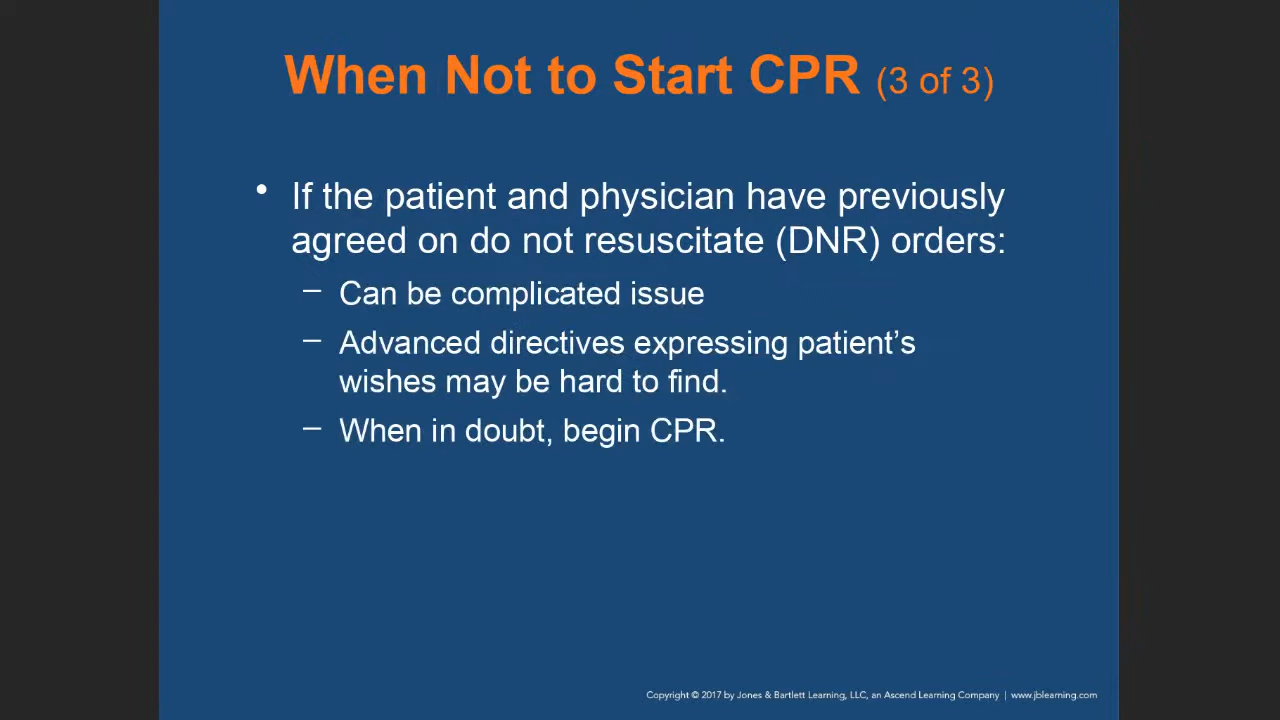 When Not to Start CPR (3 of 3)
• If the patient and physician have previously
agreed on do not resuscitate (DNR) orders:
– Can be complicated issue
– Advanced directives expressing patient’s
wishes may be hard to find.
– When in doubt, begin CPR.
Copyright © 2017 by Jones & Bartlett Learning, LLC, an Ascend Learning Company | www.jblearning.com